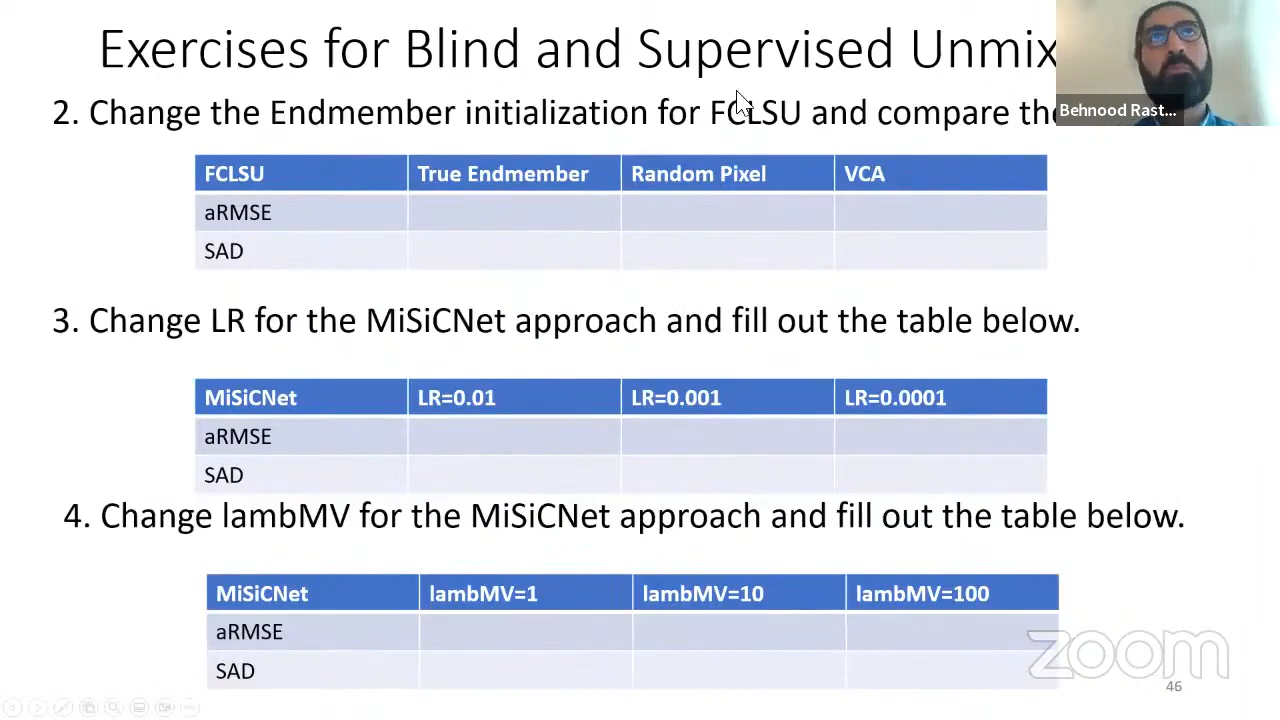 Exercises for Blind and Supervised Unmix
Behnood Rast...
2. Change the Endmember initialization for FCLSU and compare the
FCLSU True Endmember Random Pixel VCA
aRMSE
SAD
3. Change LR for the MiSiCNet approach and fill out the table below.
MiSiCNet LR=0.01 LR=0.001 LR=0.0001
aRMSE
SAD
4. Change lambMV for the MiSiCNet approach and fill out the table below.
MiSiCNet lambMV=1 lambMV=10 lambMV=100
aRMSE
SAD
zoom
46